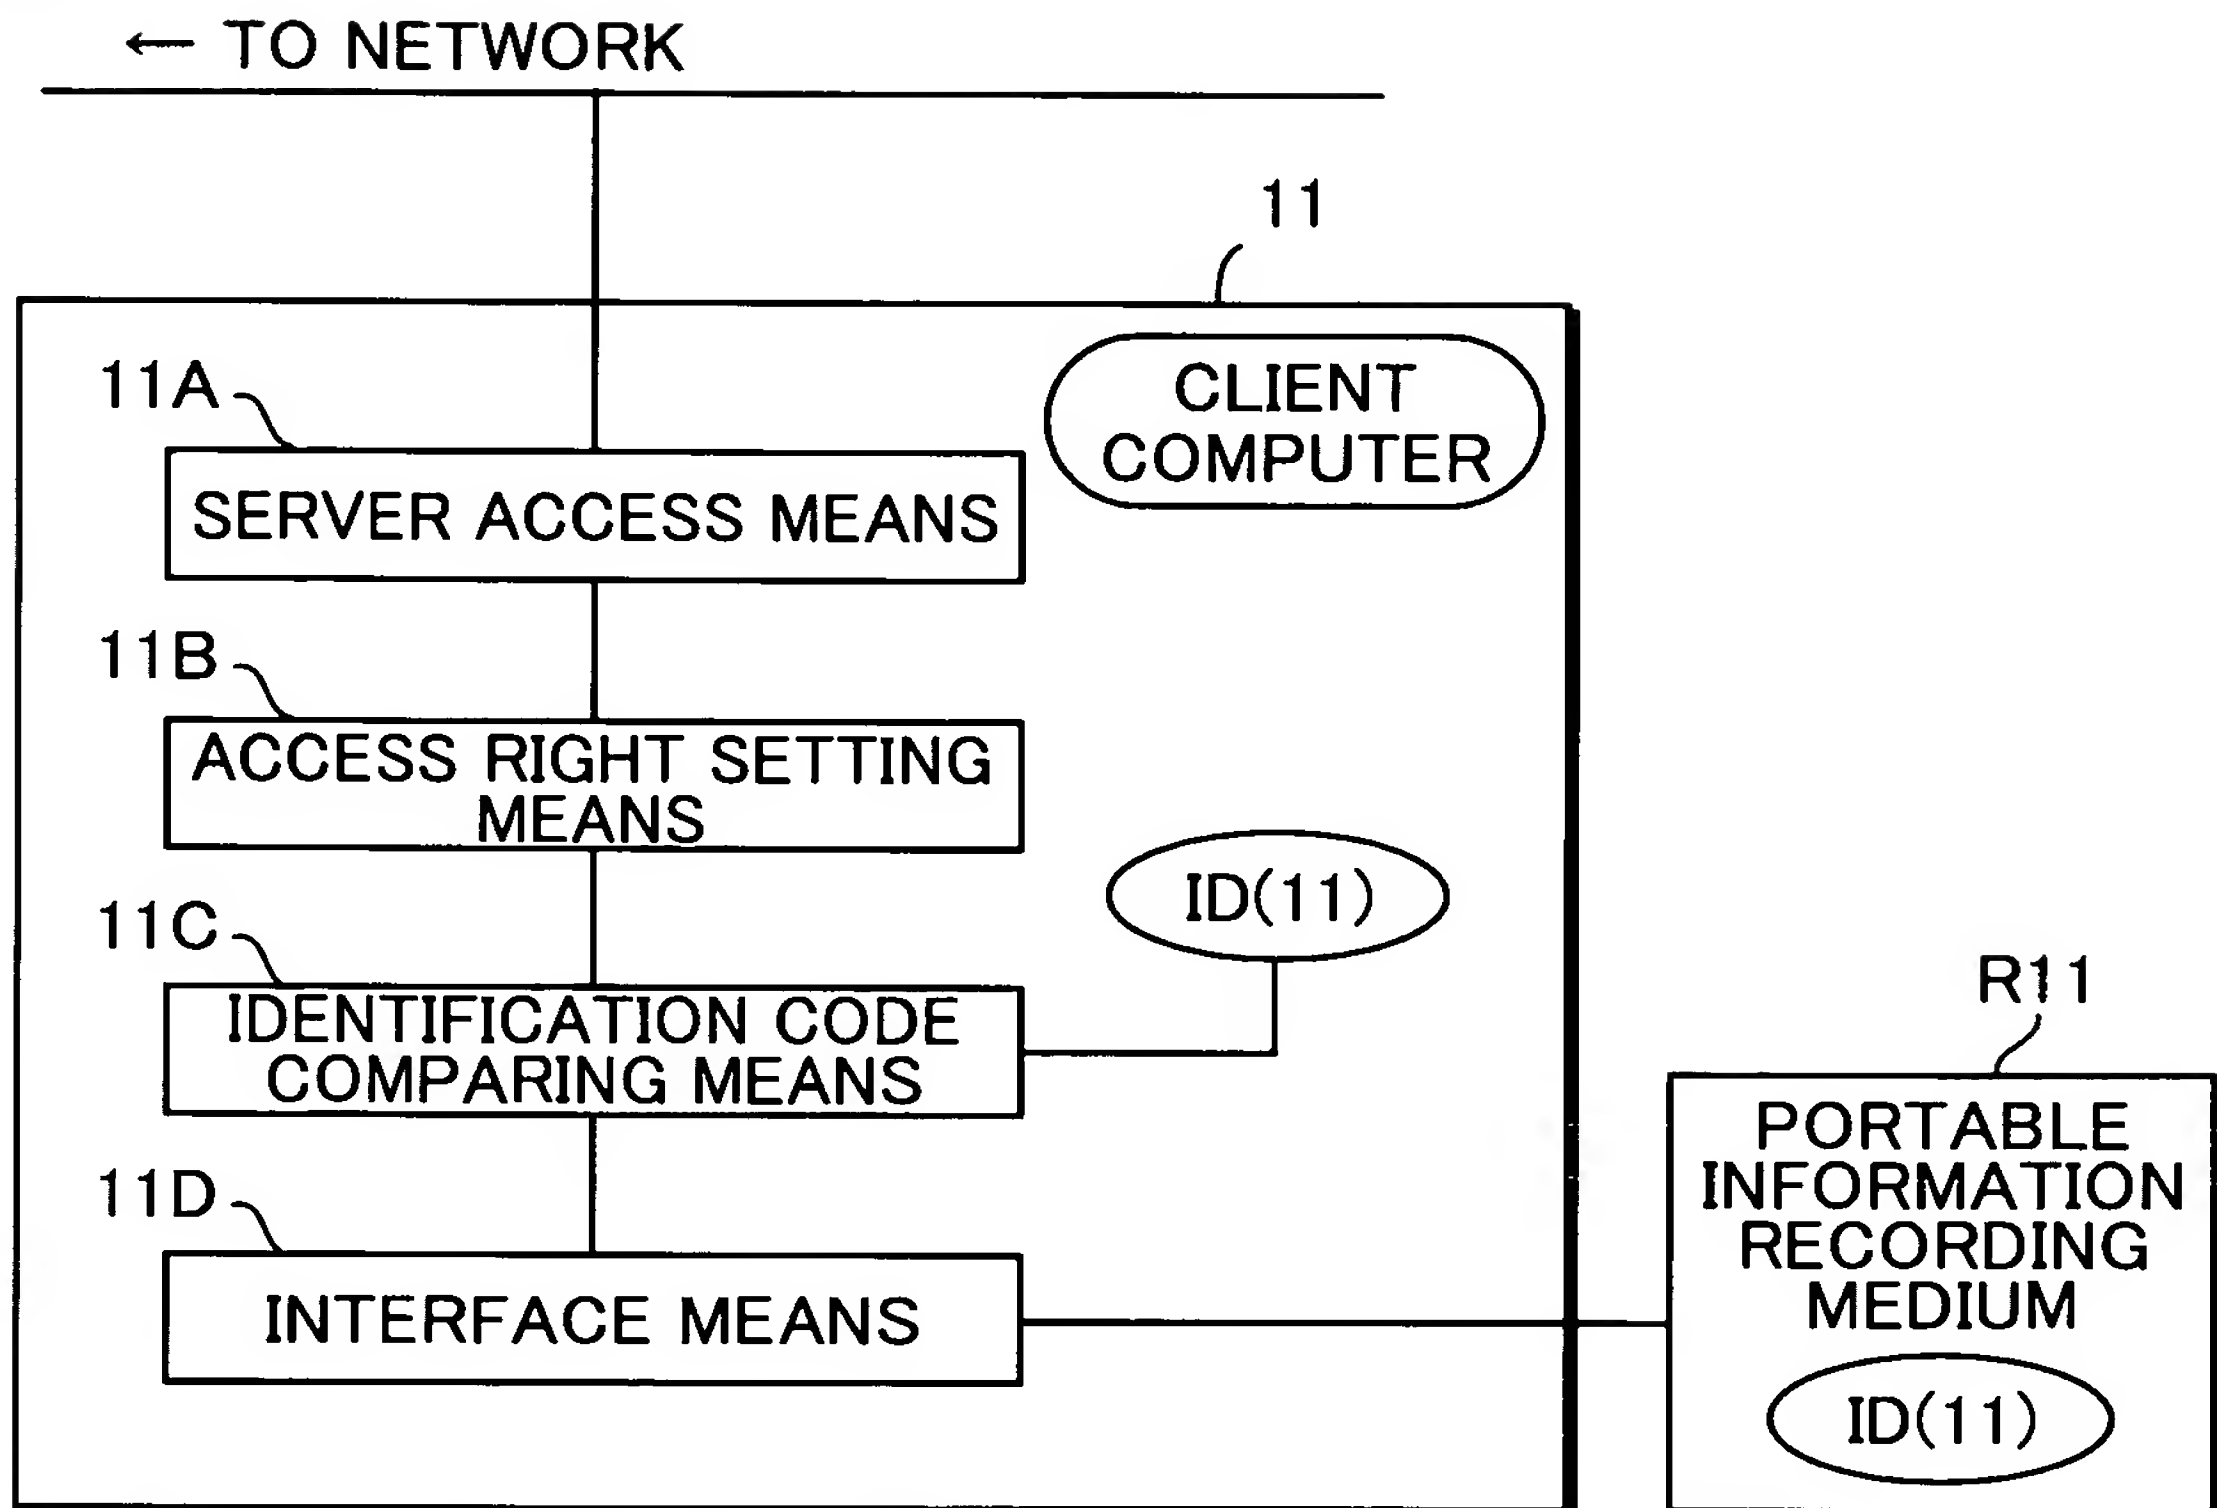 ← TO NETWORK
11
CLIENT
COMPUTER
11A
SERVER ACCESS MEANS
11B
ACCESS RIGHT SETTING
MEANS
ID(11)
11C
IDENTIFICATION CODE
COMPARING MEANS
R11
PORTABLE
INFORMATION
RECORDING
MEDIUM
11D
INTERFACE MEANS
ID(11)